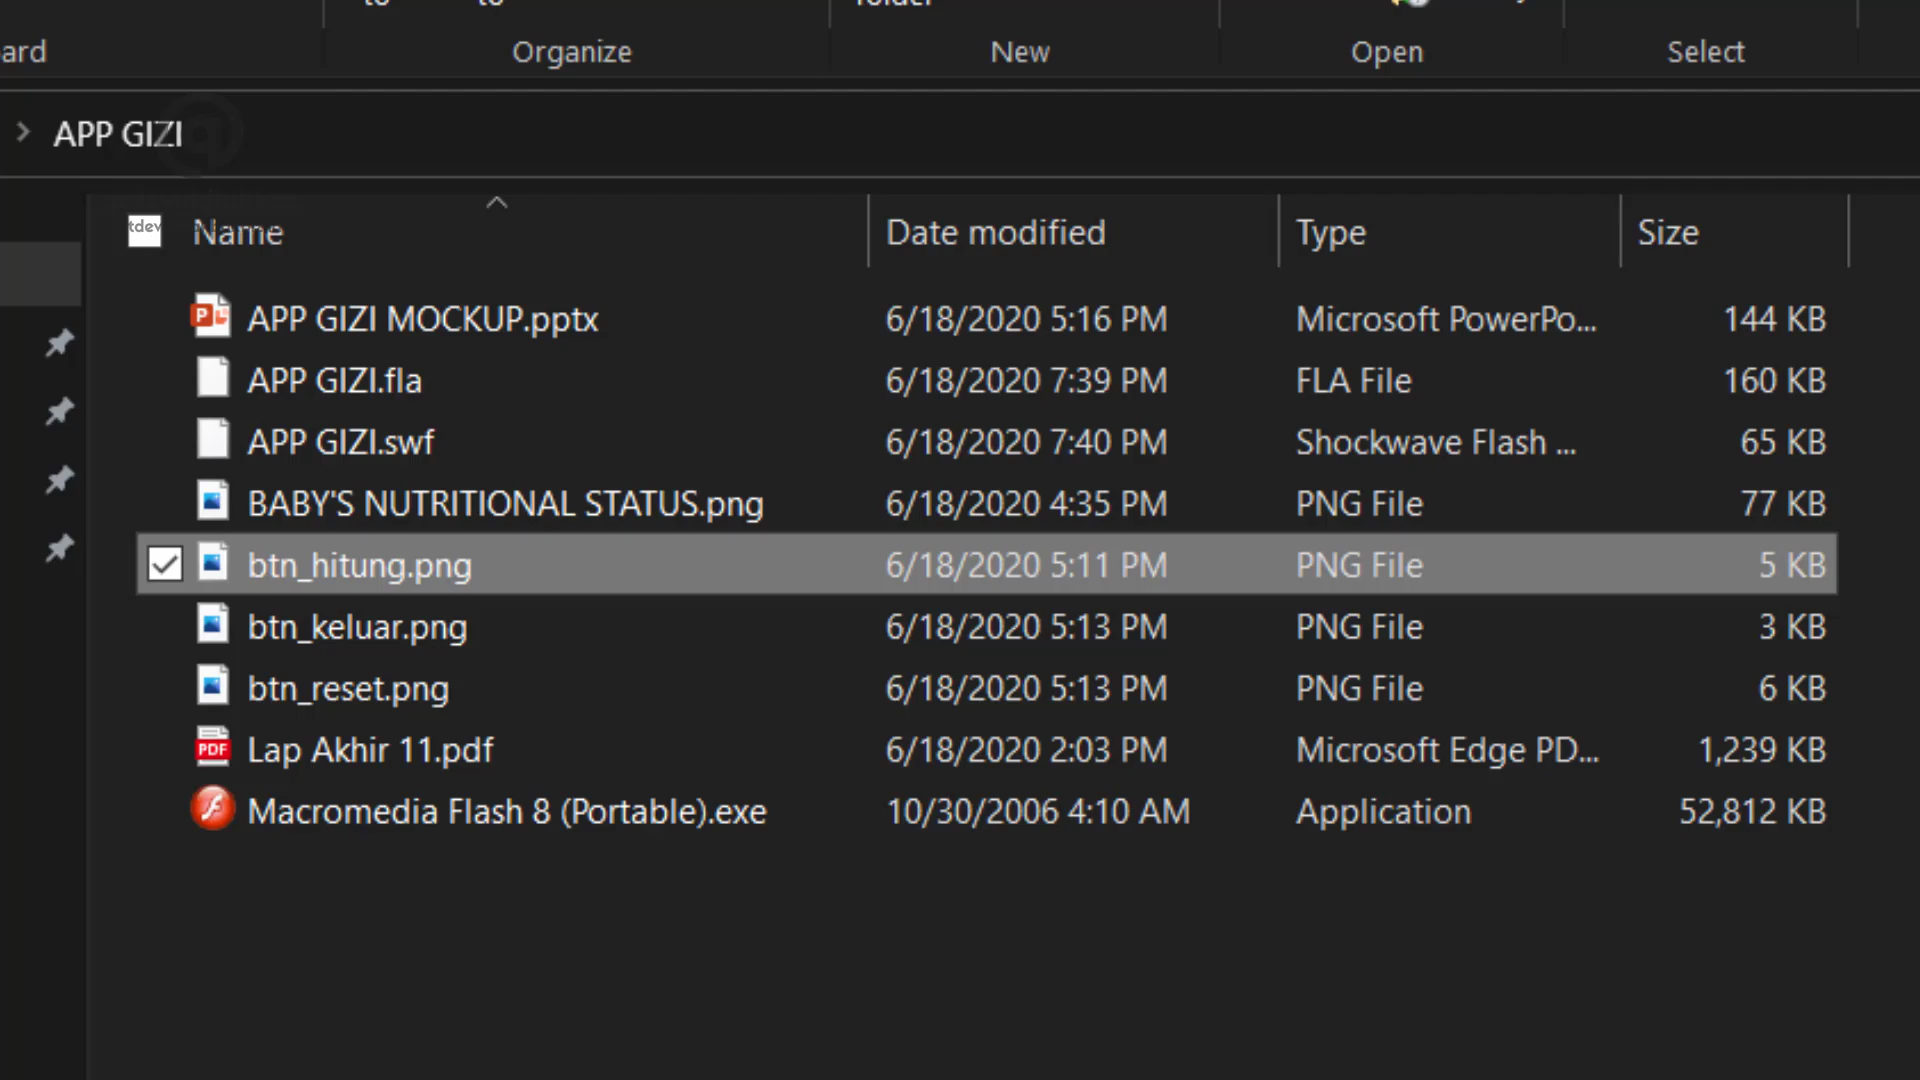 Organize
New
Open
Select
APP GIZI
Name
Date modified
Type
Size
APP GIZI MOCKUP.pptx 6/18/2020 5:16 PM Microsoft PowerPo... 144 KB
APP GIZI.fla 6/18/2020 7:39 PM FLA File 160 KB
APP GIZI.swf 6/18/2020 7:40 PM Shockwave Flash ... 65 KB
BABY'S NUTRITIONAL STATUS.png 6/18/2020 4:35 PM PNG File 77 KB
btn_hitung.png 6/18/2020 5:11 PM PNG File 5 KB
btn_keluar.png 6/18/2020 5:13 PM PNG File 3 KB
btn_reset.png 6/18/2020 5:13 PM PNG File 6 KB
Lap Akhir 11.pdf 6/18/2020 2:03 PM Microsoft Edge PD... 1,239 KB
Macromedia Flash 8 (Portable).exe 10/30/2006 4:10 AM Application 52,812 KB